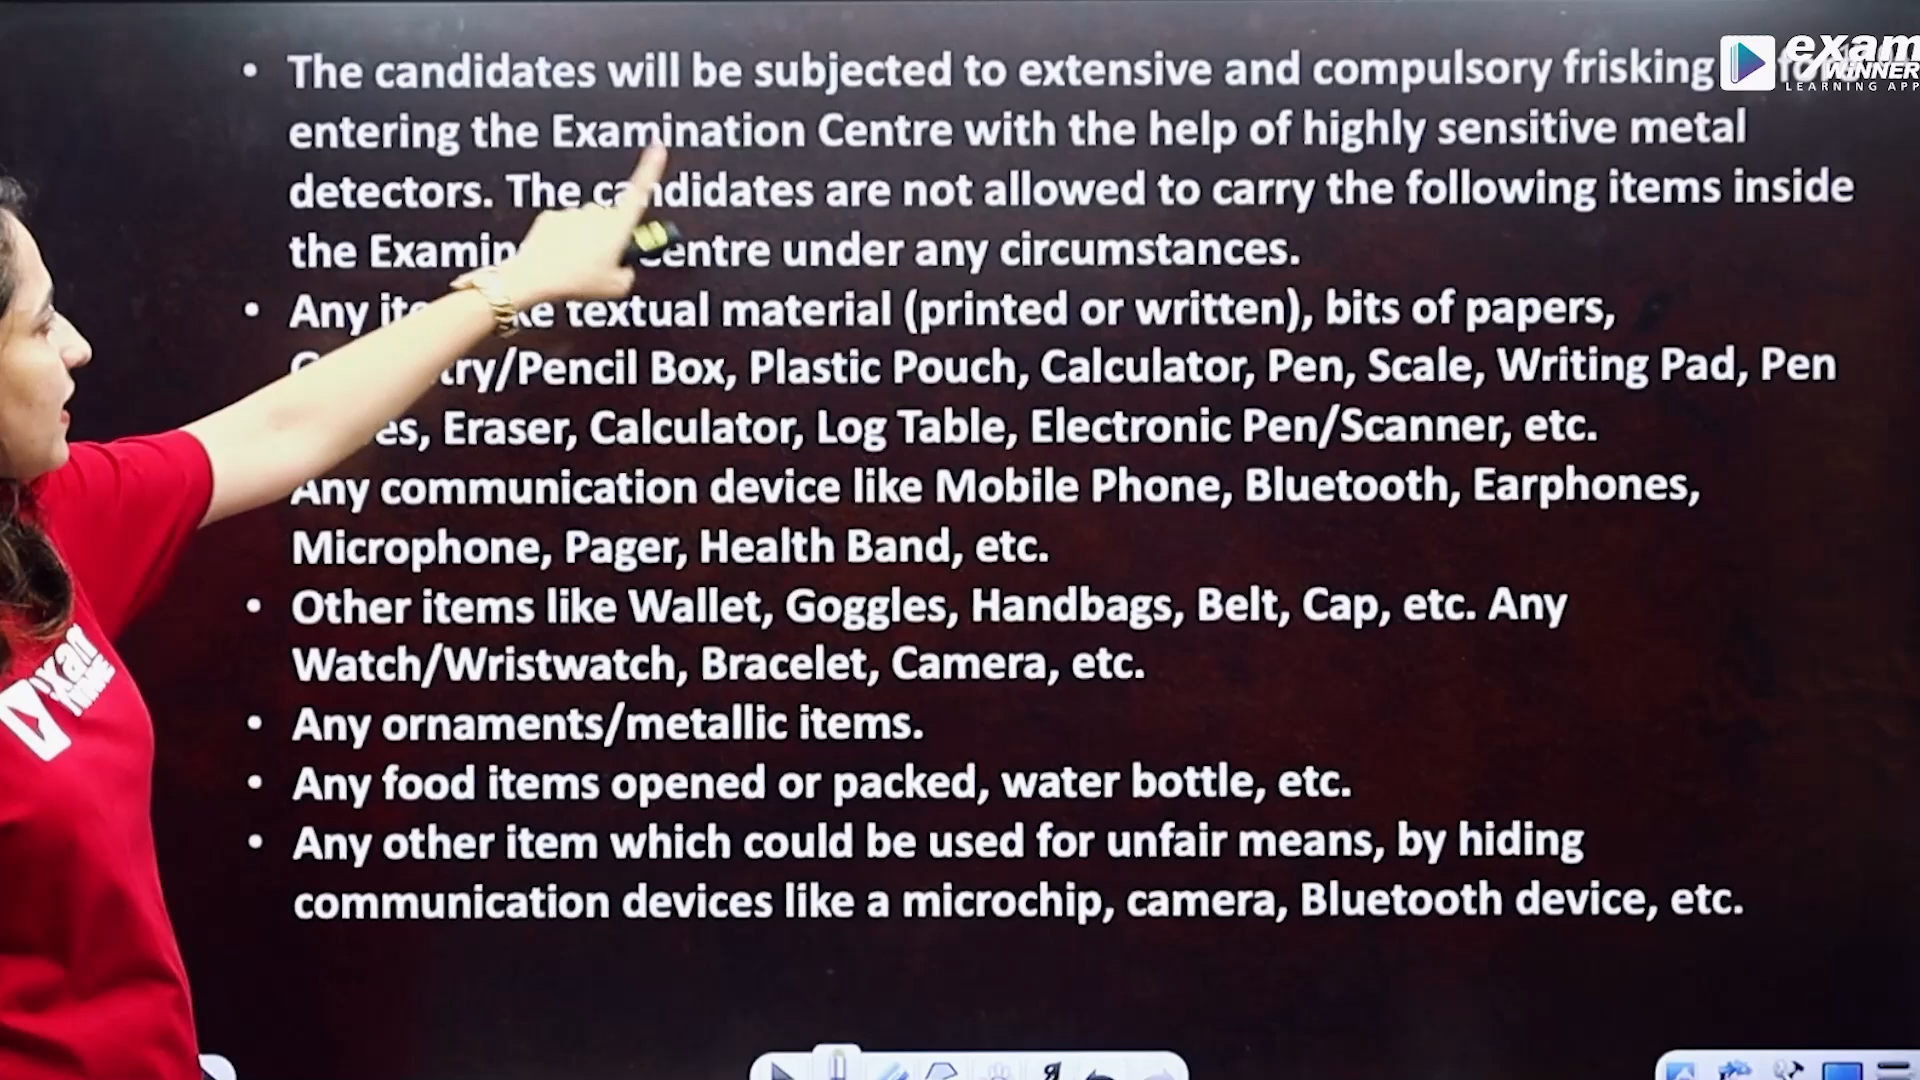 • The candidates will be subjected to extensive and compulsory frisking
entering the Examination Centre with the help of highly sensitive metal
detectors. The candidates are not allowed to carry the following items inside
the under any circumstances.
• Any textual material (printed or written), bits of papers,
Box, Plastic Pouch, Calculator, Pen, Scale, Writing Pad, Pen
Eraser, Calculator, Log Table, Electronic Pen/Scanner, etc.
Any communication device like Mobile Phone, Bluetooth, Earphones,
Microphone, Pager, Health Band, etc.
• Other items like Wallet, Goggles, Handbags, Belt, Cap, etc. Any
Watch/Wristwatch, Bracelet, Camera, etc.
• Any ornaments/metallic items.
• Any food items opened or packed, water bottle, etc.
• Any other item which could be used for unfair means, by hiding
communication devices like a microchip, camera, Bluetooth device, etc.
exam
WINNER
LEARNING APP